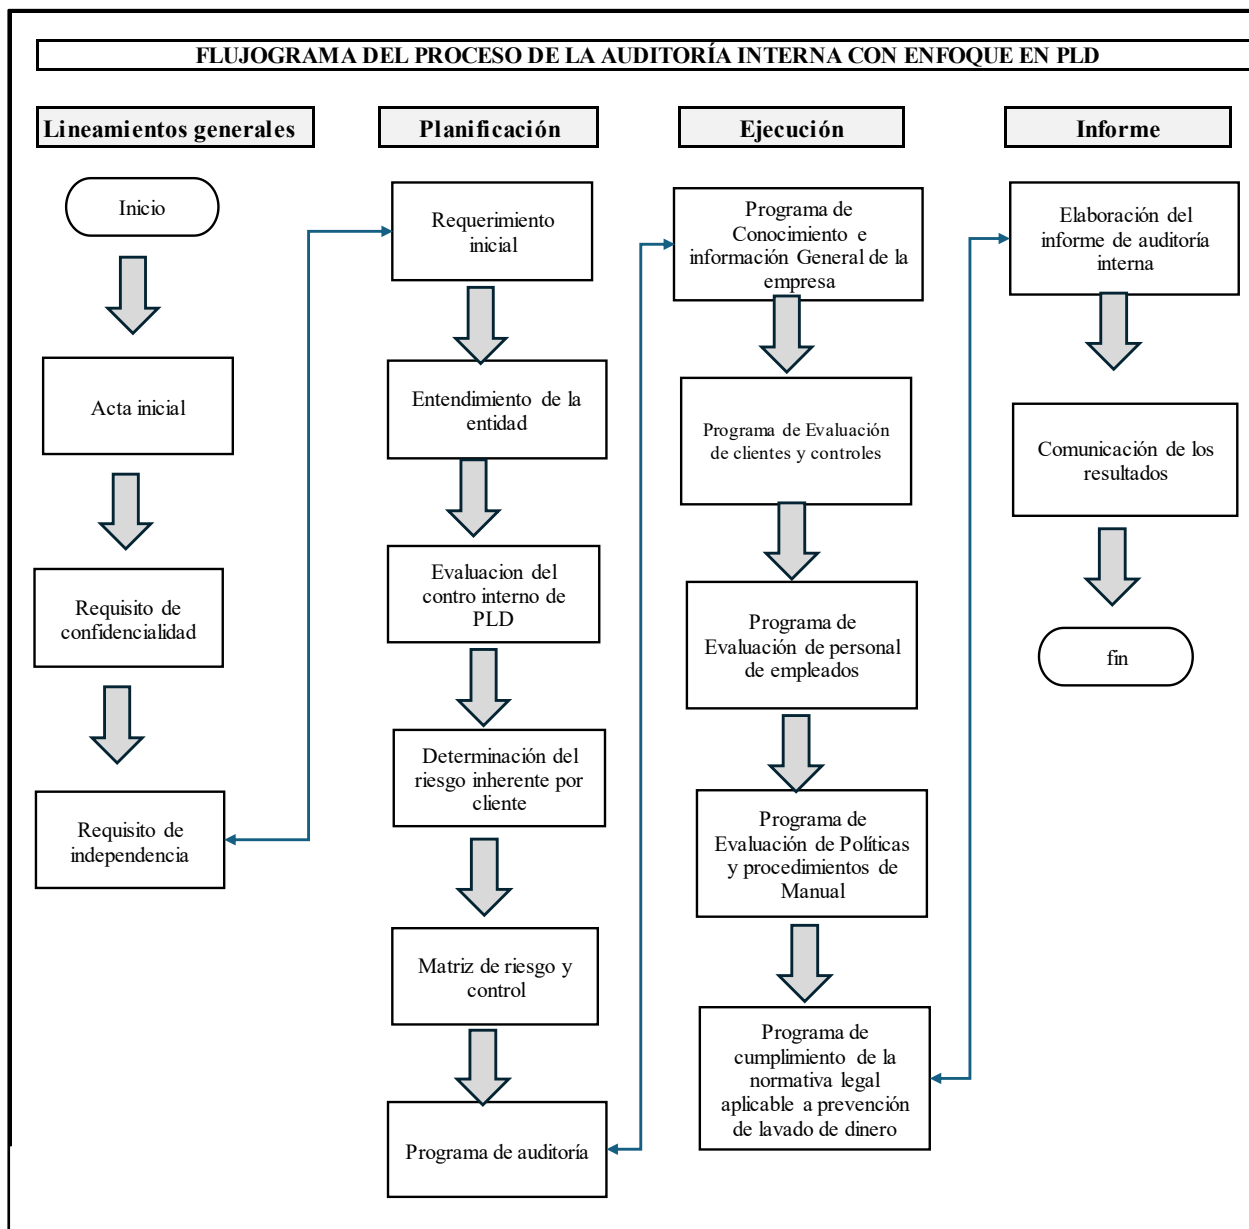 FLUJOGRAMA DEL PROCESO DE LA AUDITORÍA INTERNA CON ENFOQUE EN PLD
Lineamientos generales
Inicio
Acta inicial
Requisito de
confidencialidad
Requisito de
independencia
Planificación
Requerimiento
inicial
Entendimiento de la
entidad
Evaluacion del
contro interno de
PLD
Determinación del
riesgo inherente por
cliente
Matriz de riesgo y
control
Programa de auditoría
Ejecución
Programa de
Conocimiento e
información General de la
empresa
Programa de Evaluación
de clientes y controles
Programa de
Evaluación de personal
de empleados
Programa de
Evaluación de Políticas
y procedimientos de
Manual
Programa de
cumplimiento de la
normativa legal
aplicable a prevención
de lavado de dinero
Informe
Elaboración del
informe de auditoría
interna
Comunicación de los
resultados
fin